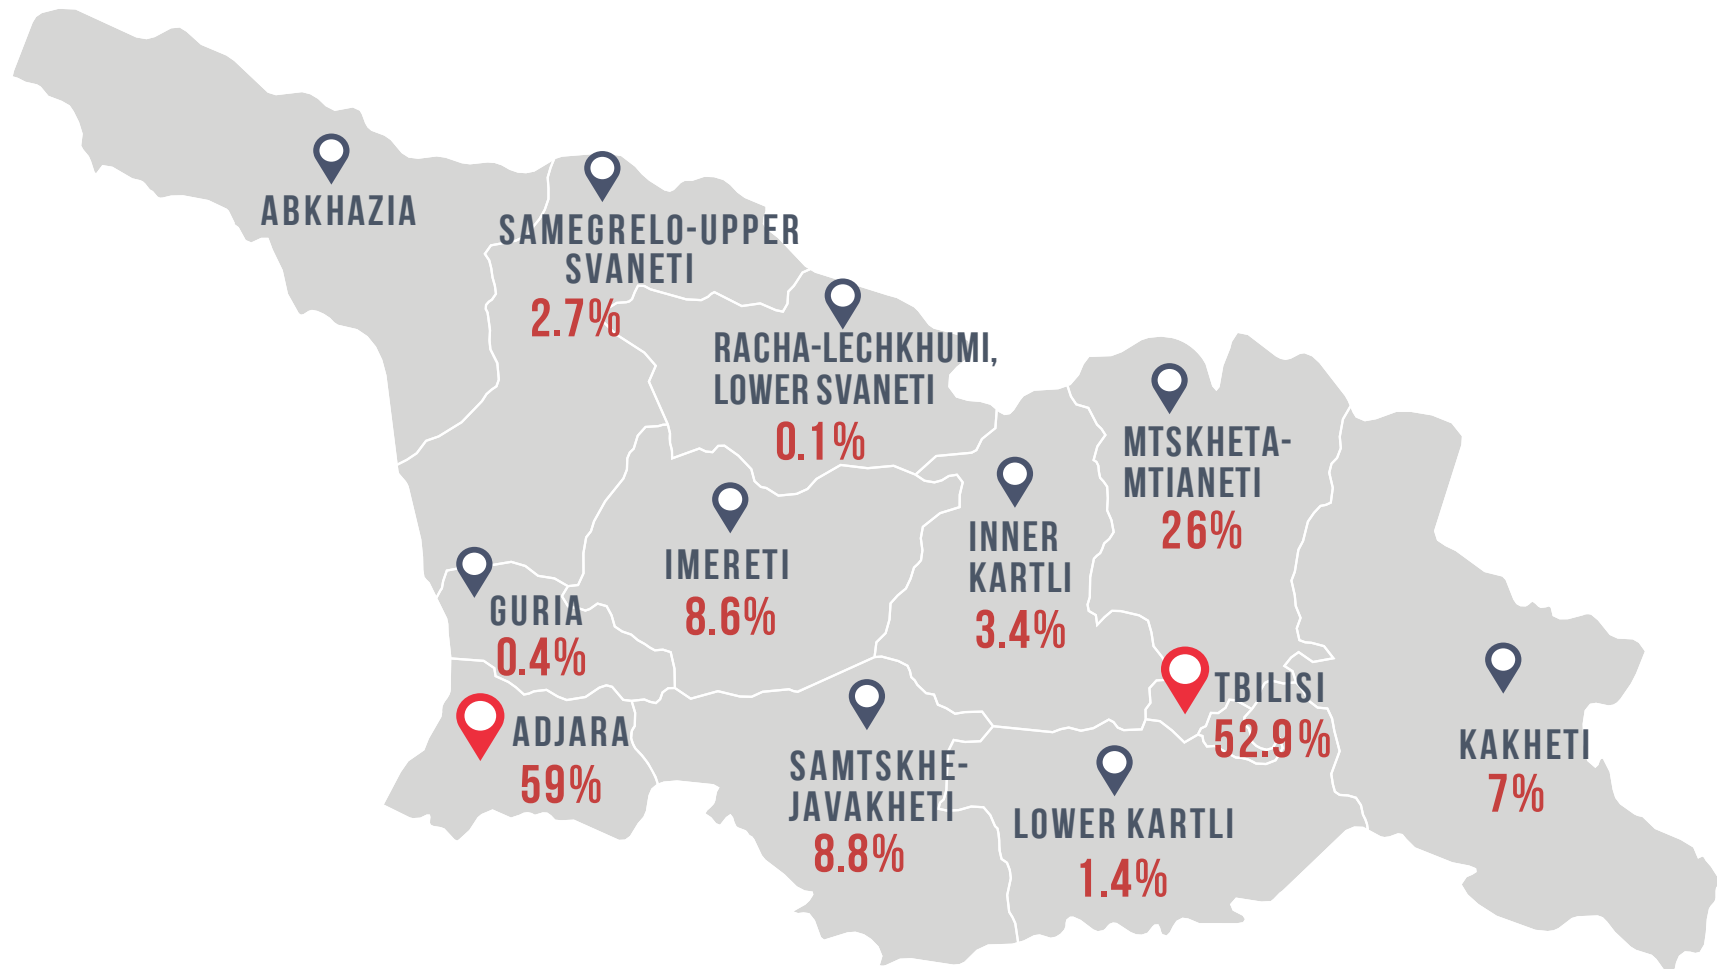 ABKHAZIA
SAMEGRELO-UPPER
SVANETI
2.7%
RACHA-LECHKHUMI,
LOWER SVANETI
0.1%
MTSKHETA-
MTIANETI
26%
INNER
KARTLI
3.4%
IMERETI
8.6%
GURIA
0.4%
ADJARA
59%
SAMTSKHE-
JAVAKHETI
8.8%
TBILISI
52.9%
LOWER KARTLI
1.4%
KAKHETI
7%